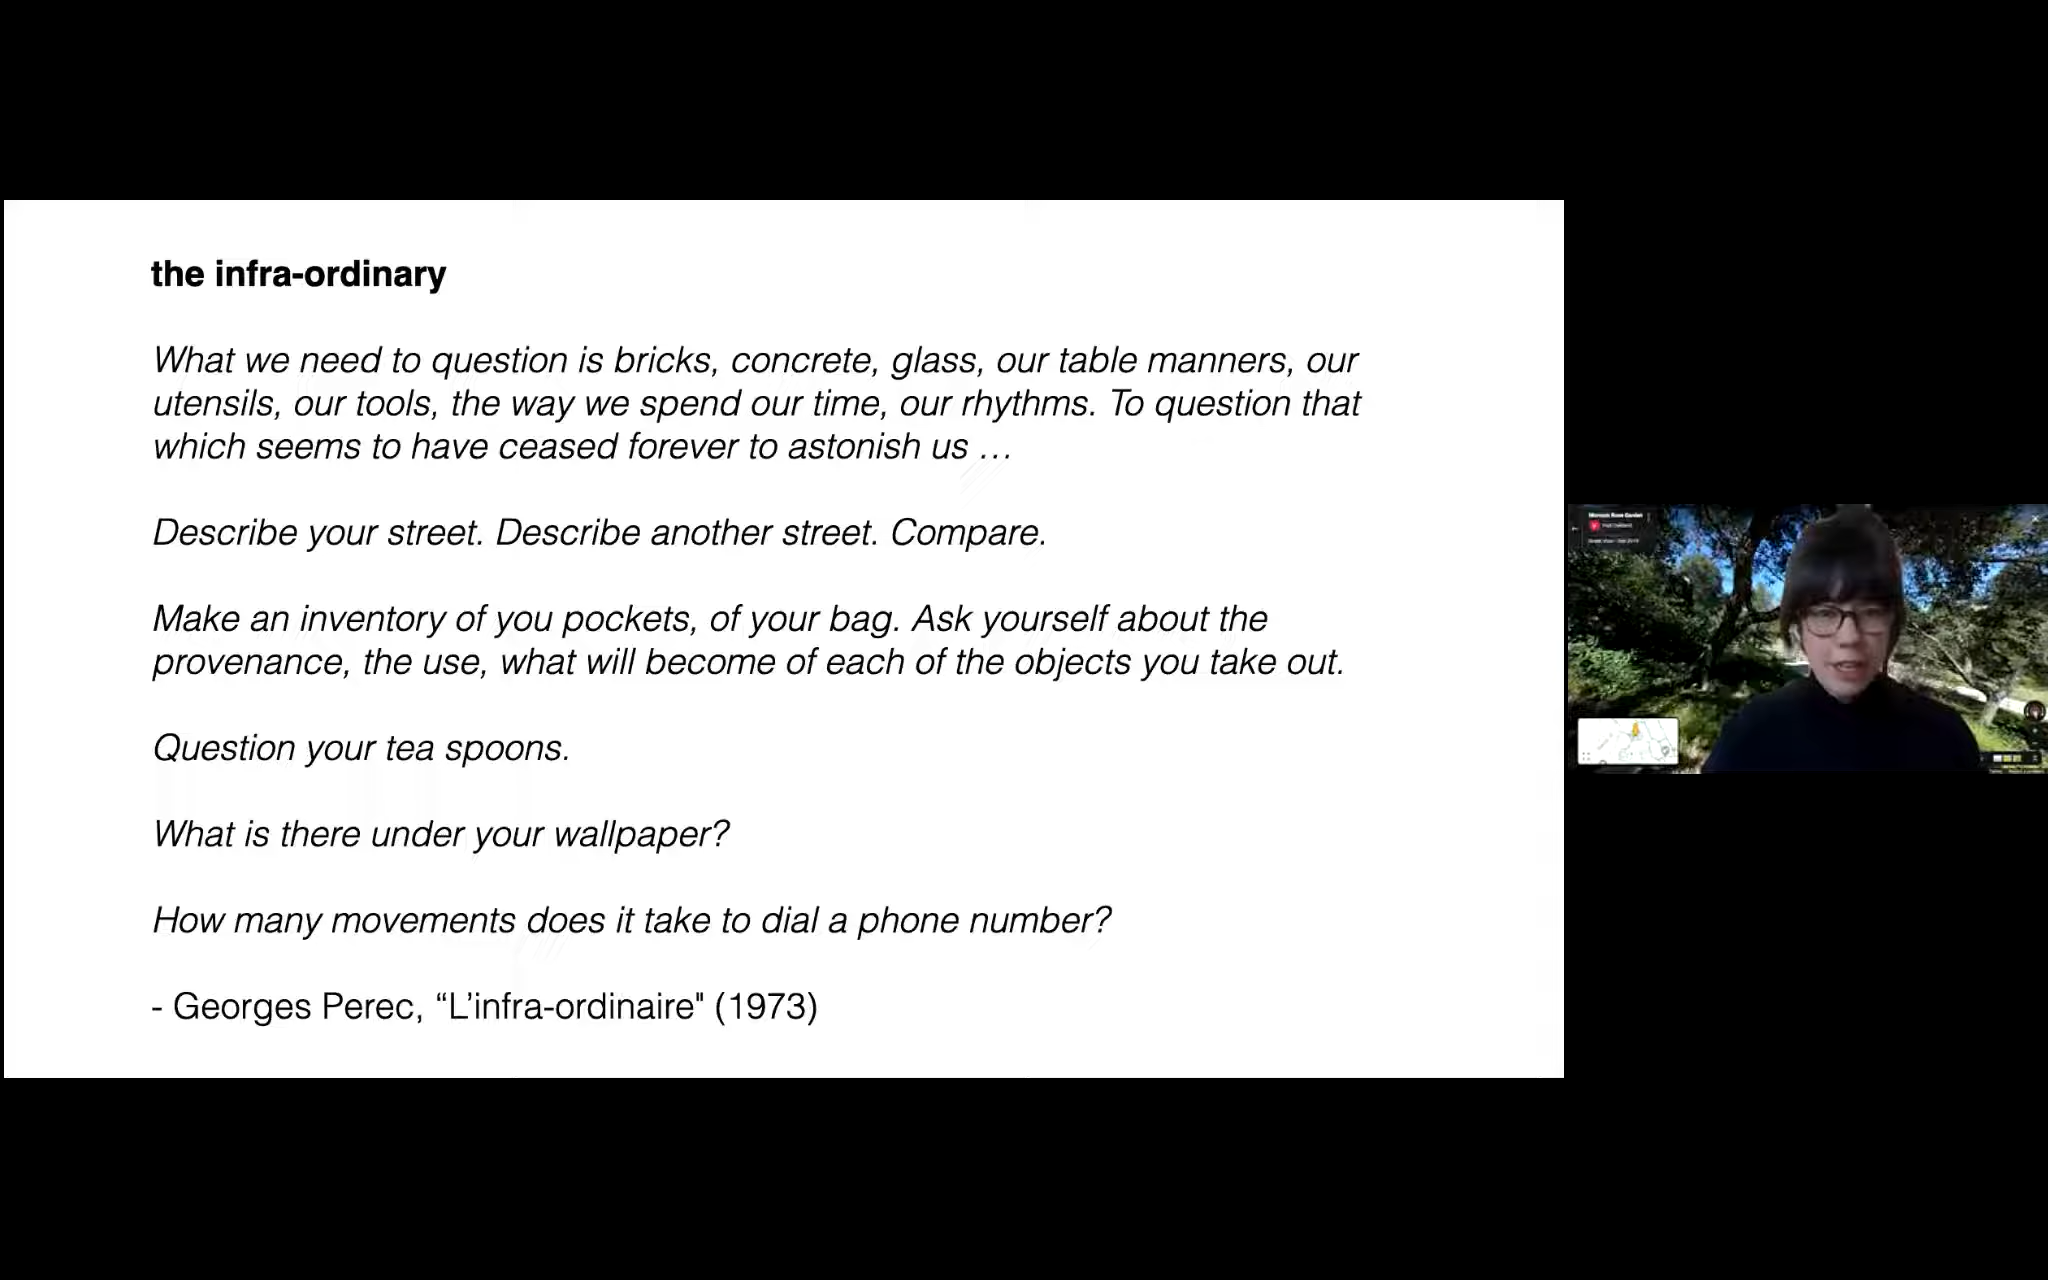 the infra-ordinary
What we need to question is bricks, concrete, glass, our table manners, our
utensils, our tools, the way we spend our time, our rhythms. To question that
which seems to have ceased forever to astonish us …
Describe your street. Describe another street. Compare.
Make an inventory of you pockets, of your bag. Ask yourself about the
provenance, the use, what will become of each of the objects you take out.
Question your tea spoons.
What is there under your wallpaper?
How many movements does it take to dial a phone number?
- Georges Perec, “L’infra-ordinaire" (1973)
Rose Garden